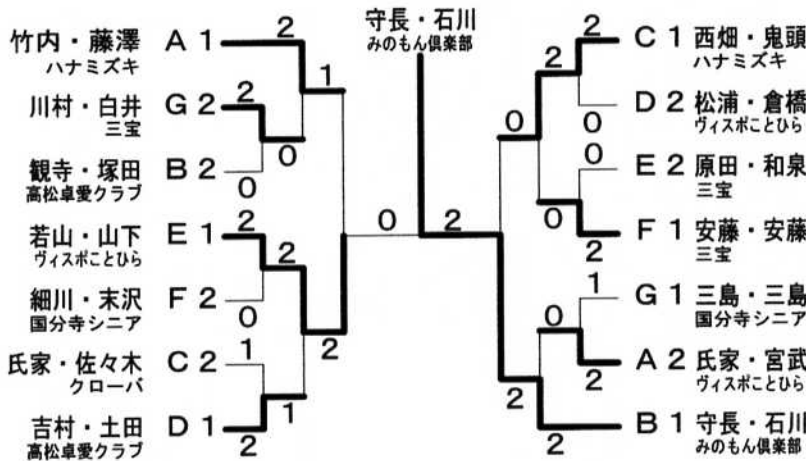 守長・石川
みのもん倶楽部
竹内・藤澤 A 1
ハナミズキ
川村・白井 G 2
三宝
観寺・塚田 B 2
高松卓愛クラブ
若山・山下 E 1
ヴィスポことひら
細川・末沢 F 2
国分寺シニア
氏家・佐々木 C 2
クローバ
吉村・土田 D 1
高松卓愛クラブ
2
1
2
0
0
2
2
0
2
1
1
2
0
2
C 1 西畑・鬼頭
ハナミズキ
D 2 松浦・倉橋
ヴィスポことひら
E 2 原田・和泉
三宝
F 1 安藤・安藤
三宝
G 1 三島・三島
国分寺シニア
A 2 氏家・宮武
ヴィスポことひら
B 1 守長・石川
みのもん倶楽部
2
2
0
0
0
0
2
1
0
2
2
2